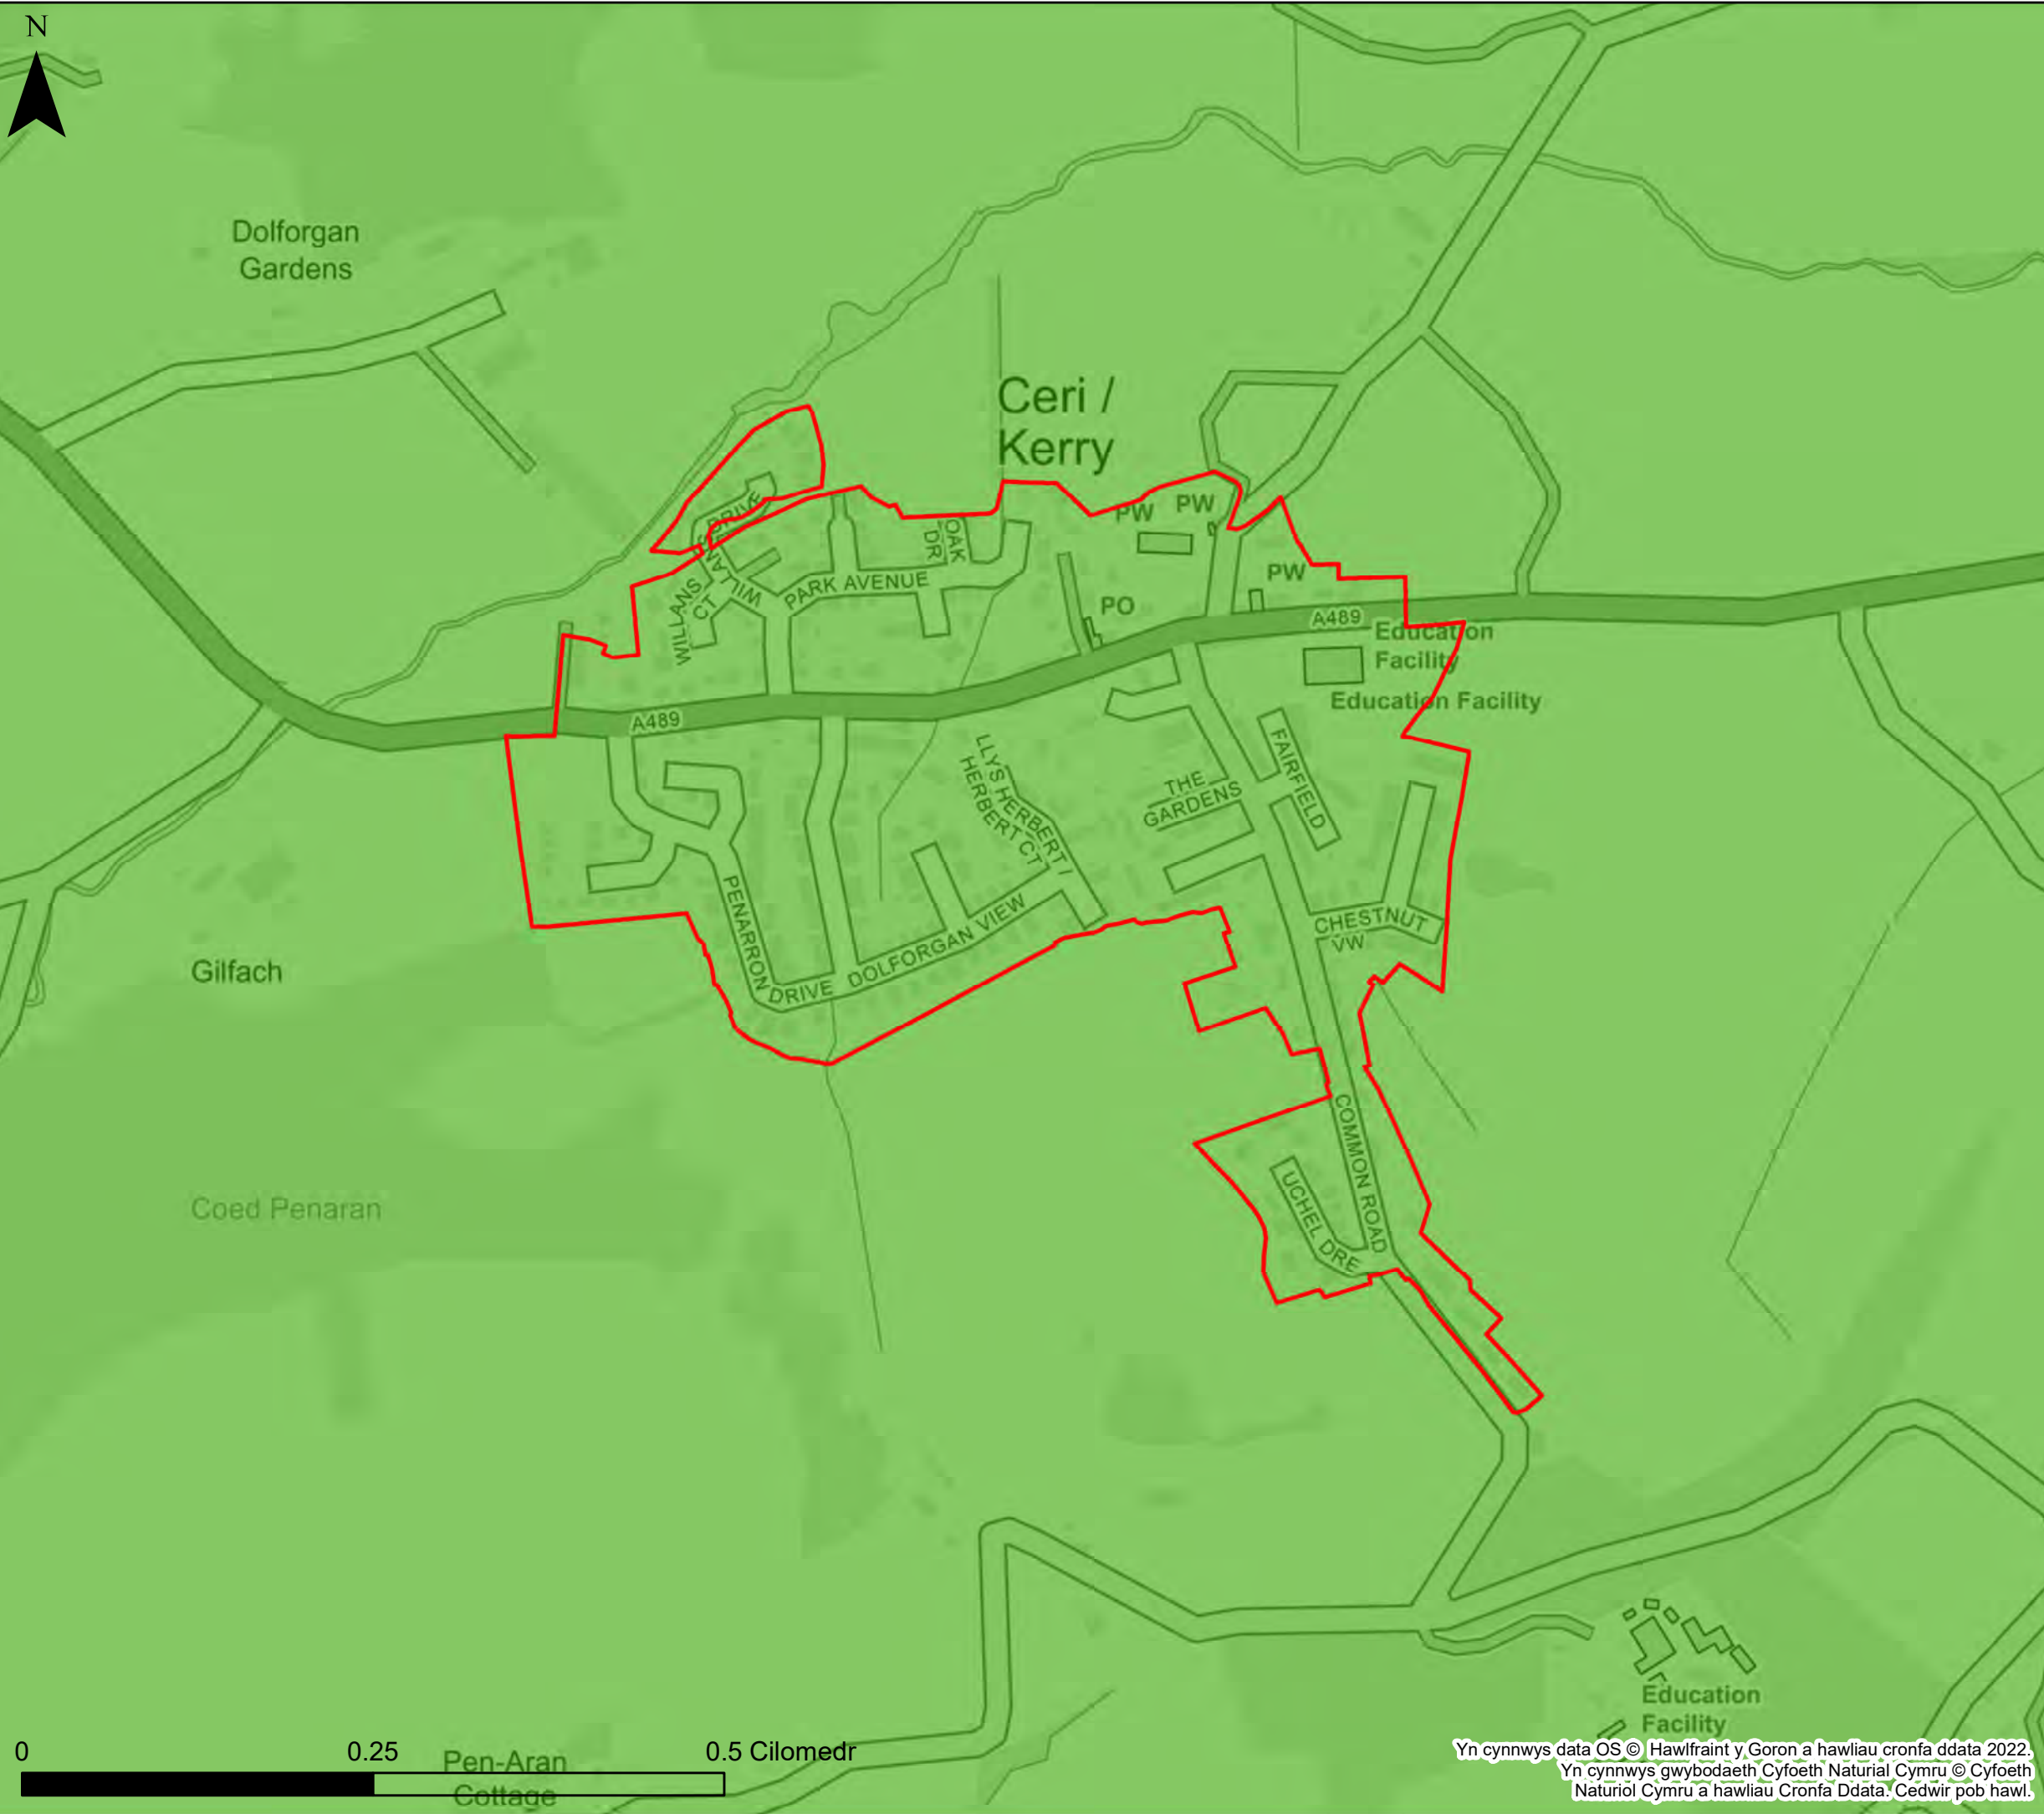 N
Dolforgan
Gardens
Ceri /
Kerry
PW
PW
PW
DRIVE
WILLANS
OAK
DR
PARK AVENUE
WILLANS
CT
PO
A489
Education
Facility
Education Facility
A489
LLYS HERBERT /
HERBERT CT
THE
GARDENS
FAIRFIELD
PENARRON
DRIVE
DOLFORGAN VIEW
CHESTNUT
VW
Gilfach
Coed Penaran
COMMON ROAD
UCHEL DRE
Education
Facility
0
0.25
0.5 Cilomedr
Pen-Aran
Cottage
Yn cynnwys data OS © Hawlfraint y Goron a hawliau cronfa ddata 2022.
Yn cynnwys gwybodaeth Cyfoeth Naturial Cymru © Cyfoeth
Naturiol Cymru a hawliau Cronfa Ddata. Cedwir pob hawl.